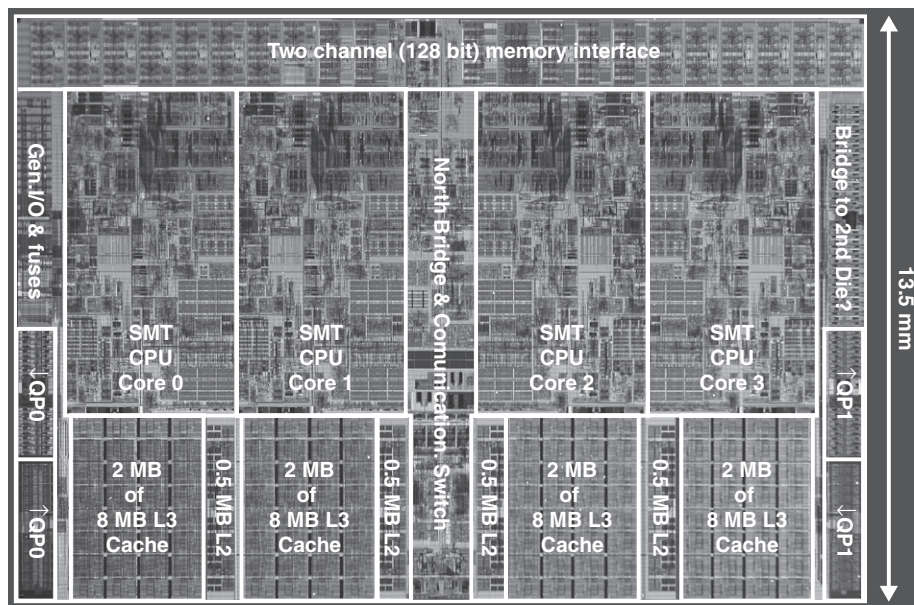 Two channel (128 bit) memory interface
Gen.I/O & fuses
SMT
CPU
Core 0
SMT
CPU
Core 1
North Bridge & Comunication. Switch
SMT
CPU
Core 2
SMT
CPU
Core 3
Bridge to 2nd Die?
13.5 mm
↓QP0
↑QP1
2 MB
of
8 MB L3
Cache
0.5 MB L2
2 MB
of
8 MB L3
Cache
0.5 MB L2
0.5 MB L2
2 MB
of
8 MB L3
Cache
0.5 MB L2
2 MB
of
8 MB L3
Cache
↑QP0
↓QP1